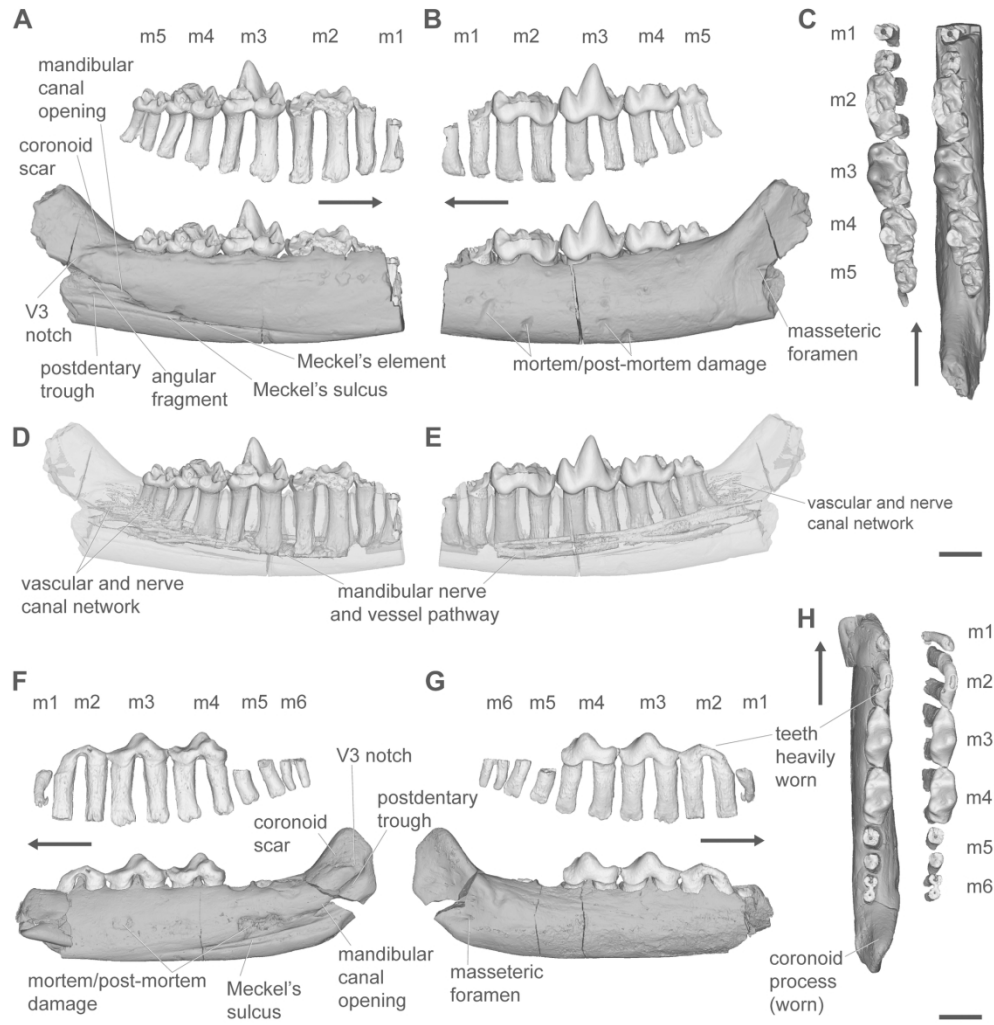 A
m5 m4 m3 m2 m1
mandibular
canal
opening
coronoid
scar
V3
notch
postdentary
trough
angular
fragment
Meckel's sulcus
Meckel's element
B
m1 m2 m3 m4 m5
mortem/post-mortem
damage
masseteric
foramen
C
m1
m2
m3
m4
m5
D
vascular and nerve
canal network
mandibular nerve
and vessel pathway
E
vascular and nerve
canal network
F
m1 m2 m3 m4 m5 m6
V3 notch
postdentary
trough
coronoid
scar
mortem/post-mortem
damage
Meckel's
sulcus
mandibular
canal
opening
G
m6 m5 m4 m3 m2 m1
teeth
heavily
worn
masseteric
foramen
H
m1
m2
m3
m4
m5
m6
coronoid
process
(worn)